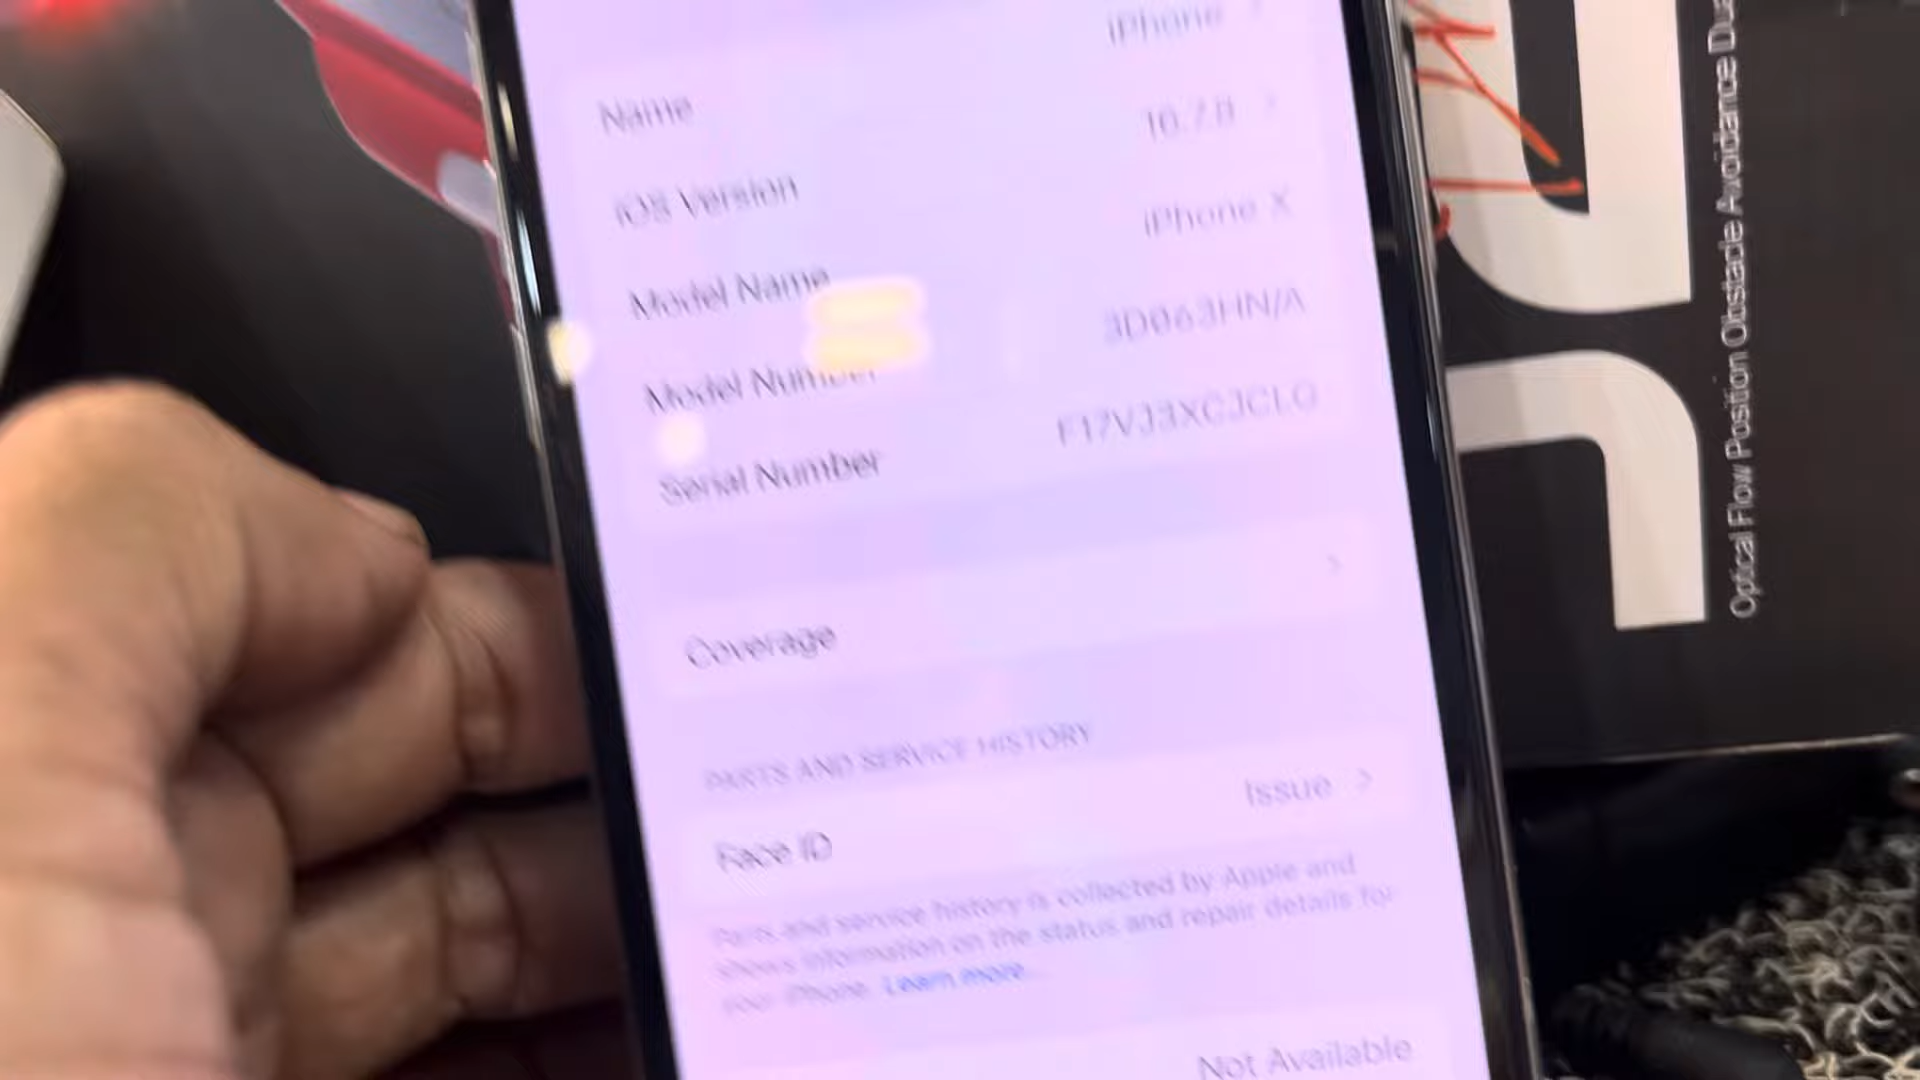 Name iPhone
iOS Version 16.7.8
Model Name iPhone X
Model Number 3D063HN/A
Serial Number F17VJ3XCJCLG
Coverage
PARTS AND SERVICE HISTORY
Face ID Issue
Parts and service history is collected by Apple and
shows information on the status and repair details for
your iPhone. Learn more...
Not Available
Optical Flow Position Obstacle Avoidance